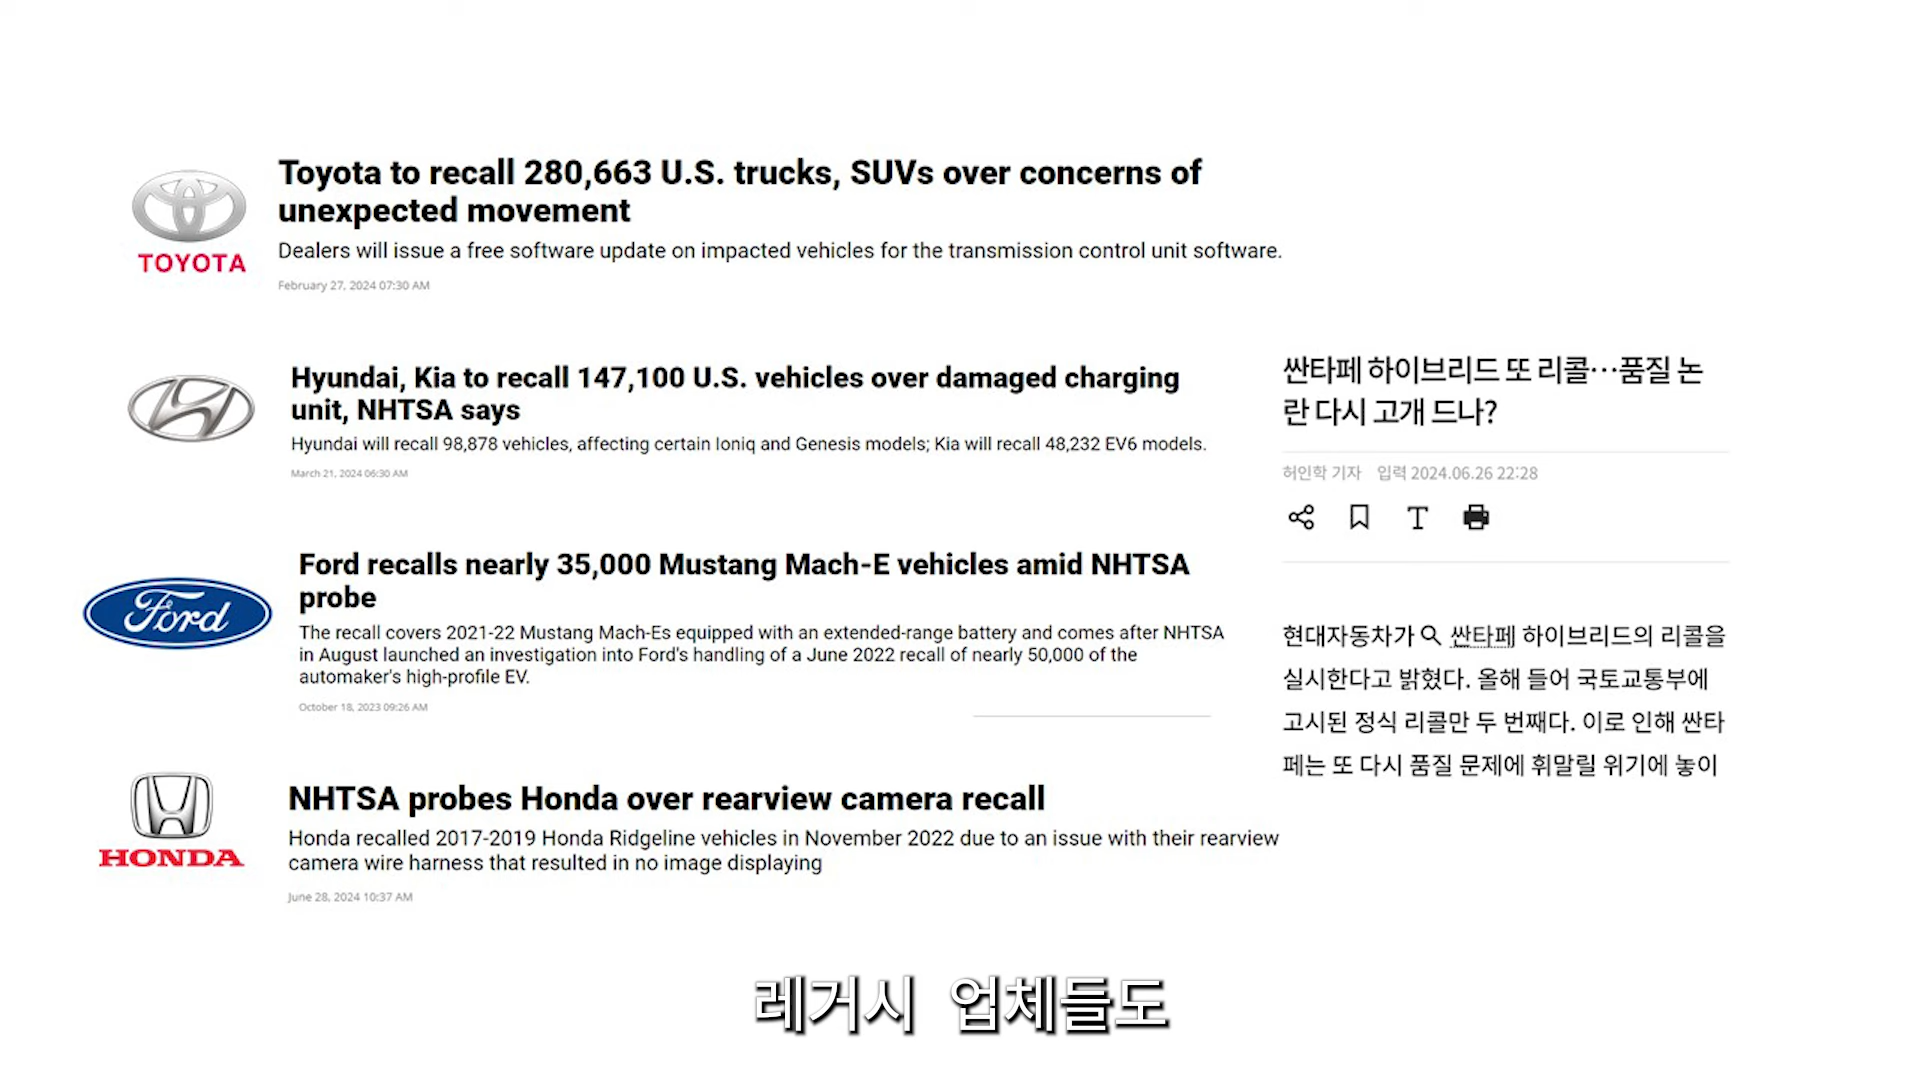 TOYOTA
Toyota to recall 280,663 U.S. trucks, SUVs over concerns of
unexpected movement
Dealers will issue a free software update on impacted vehicles for the transmission control unit software.
February 27, 2024 07:30 AM
Hyundai, Kia to recall 147,100 U.S. vehicles over damaged charging
unit, NHTSA says
Hyundai will recall 98,878 vehicles, affecting certain Ioniq and Genesis models; Kia will recall 48,232 EV6 models.
March 21, 2024 06:30 AM
Ford
Ford recalls nearly 35,000 Mustang Mach-E vehicles amid NHTSA
probe
The recall covers 2021-22 Mustang Mach-Es equipped with an extended-range battery and comes after NHTSA
in August launched an investigation into Ford's handling of a June 2022 recall of nearly 50,000 of the
automaker's high-profile EV.
October 18, 2023 09:26 AM
HONDA
NHTSA probes Honda over rearview camera recall
Honda recalled 2017-2019 Honda Ridgeline vehicles in November 2022 due to an issue with their rearview
camera wire harness that resulted in no image displaying
June 28, 2024 10:37 AM
싼타페 하이브리드 또 리콜…품질 논
란 다시 고개 드나?
허인학 기자 입력 2024.06.26 22:28
T
현대자동차가 싼타페 하이브리드의 리콜을
실시한다고 밝혔다. 올해 들어 국토교통부에
고시된 정식 리콜만 두 번째다. 이로 인해 싼타
페는 또 다시 품질 문제에 휘말릴 위기에 놓이
레거시 업체들도